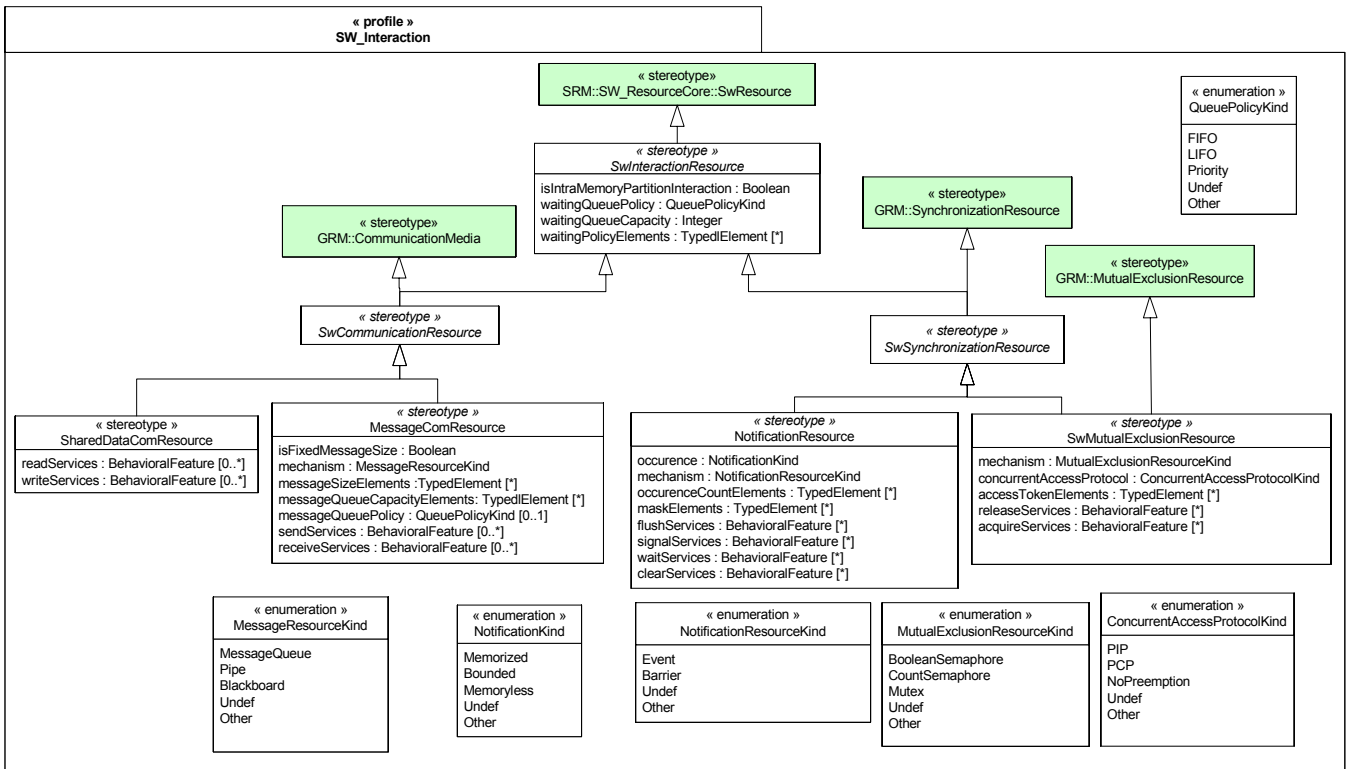 « profile »
SW_Interaction
« stereotype »
SRM::SW_ResourceCore::SwResource
« enumeration »
QueuePolicyKind
FIFO
LIFO
Priority
Undef
Other
« stereotype »
SwInteractionResource
isIntraMemoryPartitionInteraction : Boolean
waitingQueuePolicy : QueuePolicyKind
waitingQueueCapacity : Integer
waitingPolicyElements : TypedlElement [*]
« stereotype»
GRM::SynchronizationResource
« stereotype»
GRM::CommunicationMedia
« stereotype»
GRM::MutualExclusionResource
« stereotype »
SwCommunicationResource
« stereotype »
SwSynchronizationResource
« stereotype »
SharedDataComResource
readServices : BehavioralFeature [0..*]
writeServices : BehavioralFeature [0..*]
« stereotype »
MessageComResource
isFixedMessageSize : Boolean
mechanism : MessageResourceKind
messageSizeElements :TypedElement [*]
messageQueueCapacityElements: TypedlElement [*]
messageQueuePolicy : QueuePolicyKind [0..1]
sendServices : BehavioralFeature [0..*]
receiveServices : BehavioralFeature [0..*]
« stereotype »
NotificationResource
occurence : NotificationKind
mechanism : NotificationResourceKind
occurenceCountElements : TypedElement [*]
maskElements : TypedElement [*]
flushServices : BehavioralFeature [*]
signalServices : BehavioralFeature [*]
waitServices : BehavioralFeature [*]
clearServices : BehavioralFeature [*]
« stereotype »
SwMutualExclusionResource
mechanism : MutualExclusionResourceKind
concurrentAccessProtocol : ConcurrentAccessProtocolKind
accessTokenElements : TypedElement [*]
releaseServices : BehavioralFeature [*]
acquireServices : BehavioralFeature [*]
« enumeration »
MessageResourceKind
MessageQueue
Pipe
Blackboard
Undef
Other
« enumeration »
NotificationKind
Memorized
Bounded
Memoryless
Undef
Other
« enumeration »
NotificationResourceKind
Event
Barrier
Undef
Other
« enumeration »
MutualExclusionResourceKind
BooleanSemaphore
CountSemaphore
Mutex
Undef
Other
« enumeration »
ConcurrentAccessProtocolKind
PIP
PCP
NoPreemption
Undef
Other